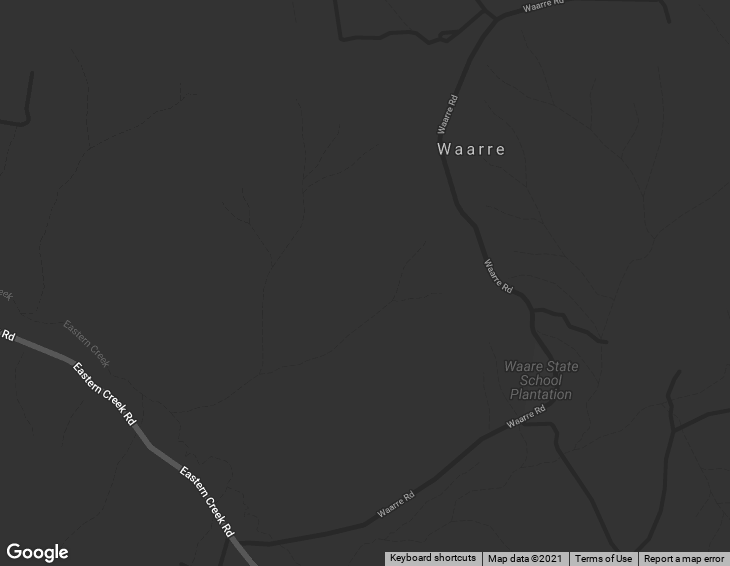 Waarre Rd
Waarre Rd
Waarre
Waarre Rd
Rd
Eastern Creek
Waare State
School
Plantation
Eastern Creek Rd
Waarre Rd
Eastern Creek Rd
Waarre Rd
Google
Keyboard shortcuts
Map data ©2021
Terms of Use
Report a map error